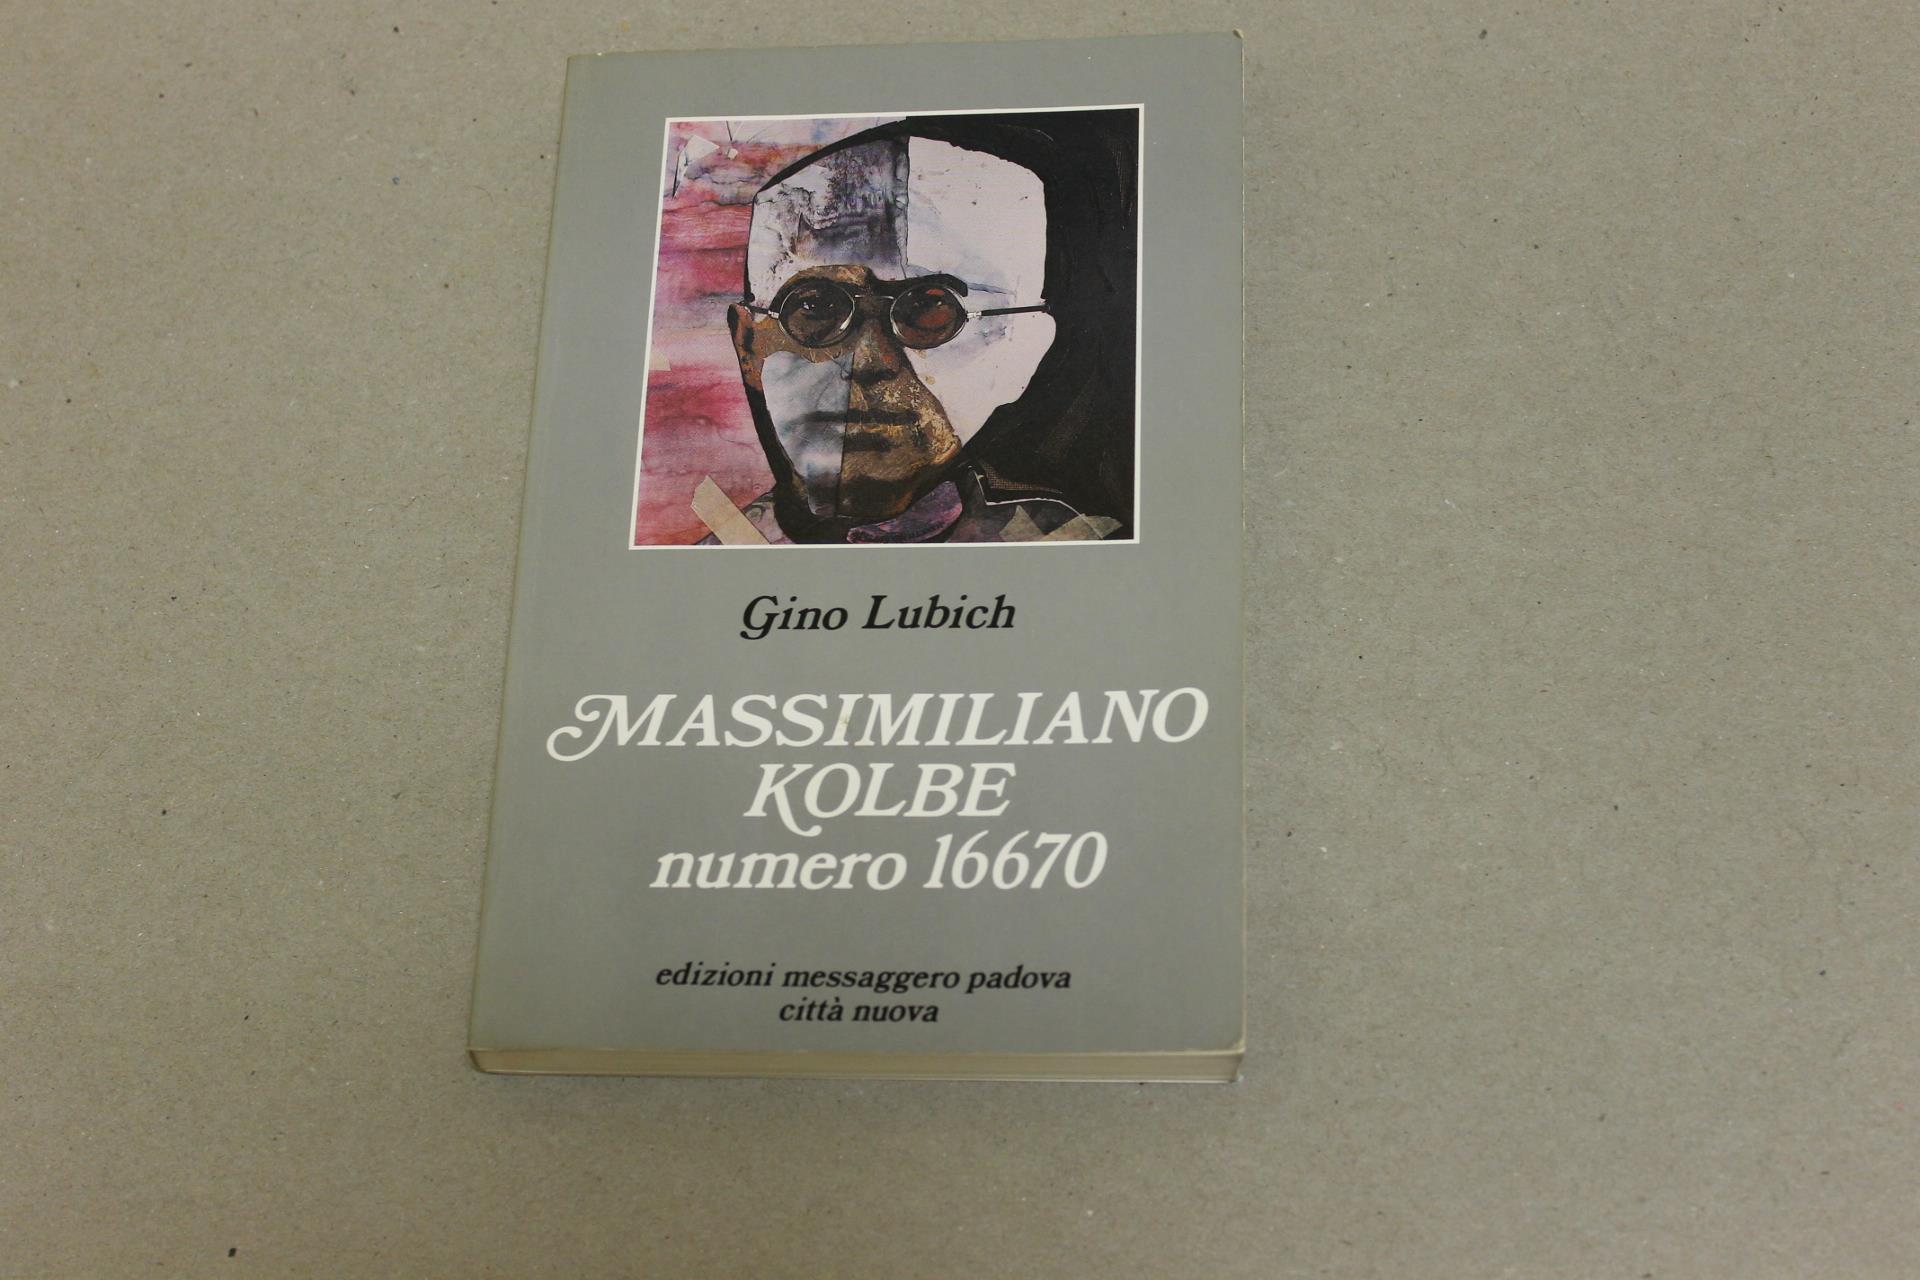 Gino Lubich
MASSIMILIANO
KOLBE
numero 16670
edizioni messaggero padova
città nuova